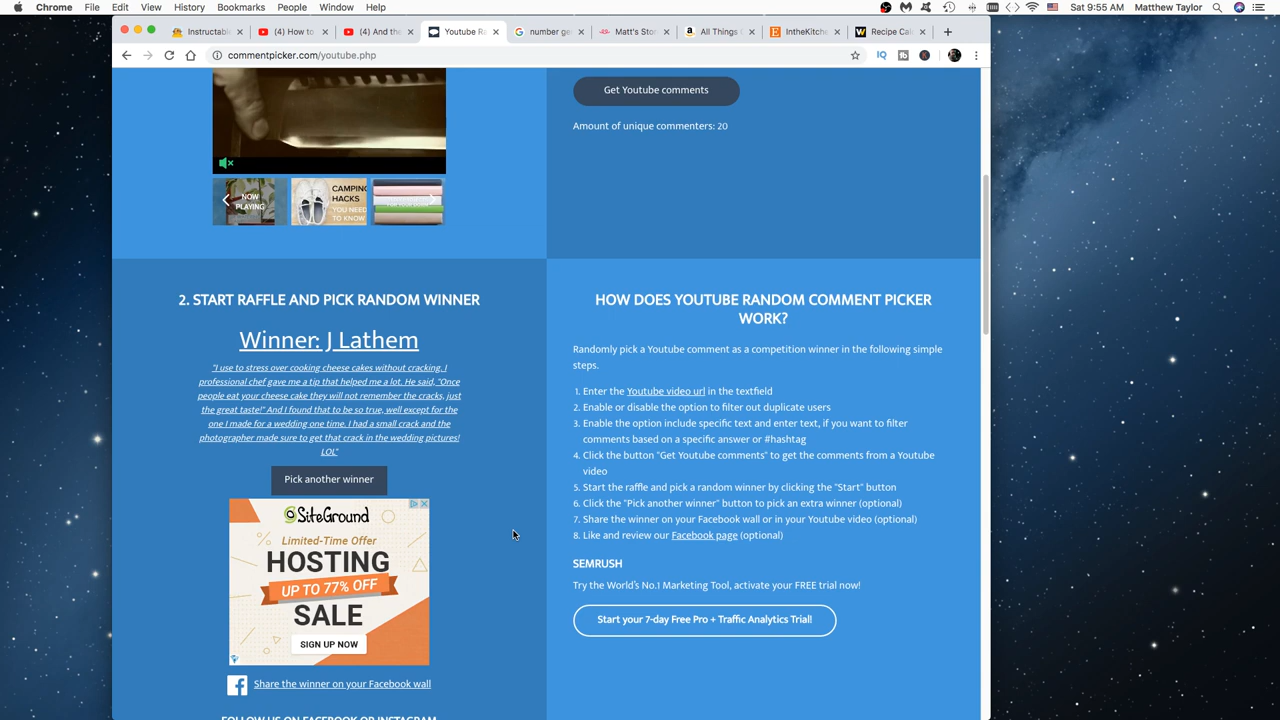 Chrome File Edit View History Bookmarks People Window Help Sat 9:55 AM Matthew Taylor
Instructabl (4) How to (4) And the Youtube Ra number ge Matt's Stor All Things IntheKitche Recipe Cal
commentpicker.com/youtube.php
Get Youtube comments
Amount of unique commenters: 20
NOW
PLAYING
CAMPING
HACKS
YOU NEED
TO KNOW
2. START RAFFLE AND PICK RANDOM WINNER
Winner: J Lathem
"I use to stress over cooking cheese cakes without cracking. I
professional chef gave me a tip that helped me a lot. He said, "Once
people eat your cheese cake they will not remember the cracks, just
the great taste!" And I found that to be so true, well except for the
one I made for a wedding one time. I had a small crack and the
photographer made sure to get that crack in the wedding pictures!
LOL"
Pick another winner
SiteGround
Limited-Time Offer
HOSTING
UP TO 77% OFF
SALE
SIGN UP NOW
Share the winner on your Facebook wall
FOLLOW US ON FACEBOOK OR INSTAGRAM
HOW DOES YOUTUBE RANDOM COMMENT PICKER
WORK?
Randomly pick a Youtube comment as a competition winner in the following simple
steps.
1. Enter the Youtube video url in the textfield
2. Enable or disable the option to filter out duplicate users
3. Enable the option include specific text and enter text, if you want to filter
comments based on a specific answer or #hashtag
4. Click the button "Get Youtube comments" to get the comments from a Youtube
video
5. Start the raffle and pick a random winner by clicking the "Start" button
6. Click the "Pick another winner" button to pick an extra winner (optional)
7. Share the winner on your Facebook wall or in your Youtube video (optional)
8. Like and review our Facebook page (optional)
SEMRUSH
Try the World's No.1 Marketing Tool, activate your FREE trial now!
Start your 7-day Free Pro + Traffic Analytics Trial!